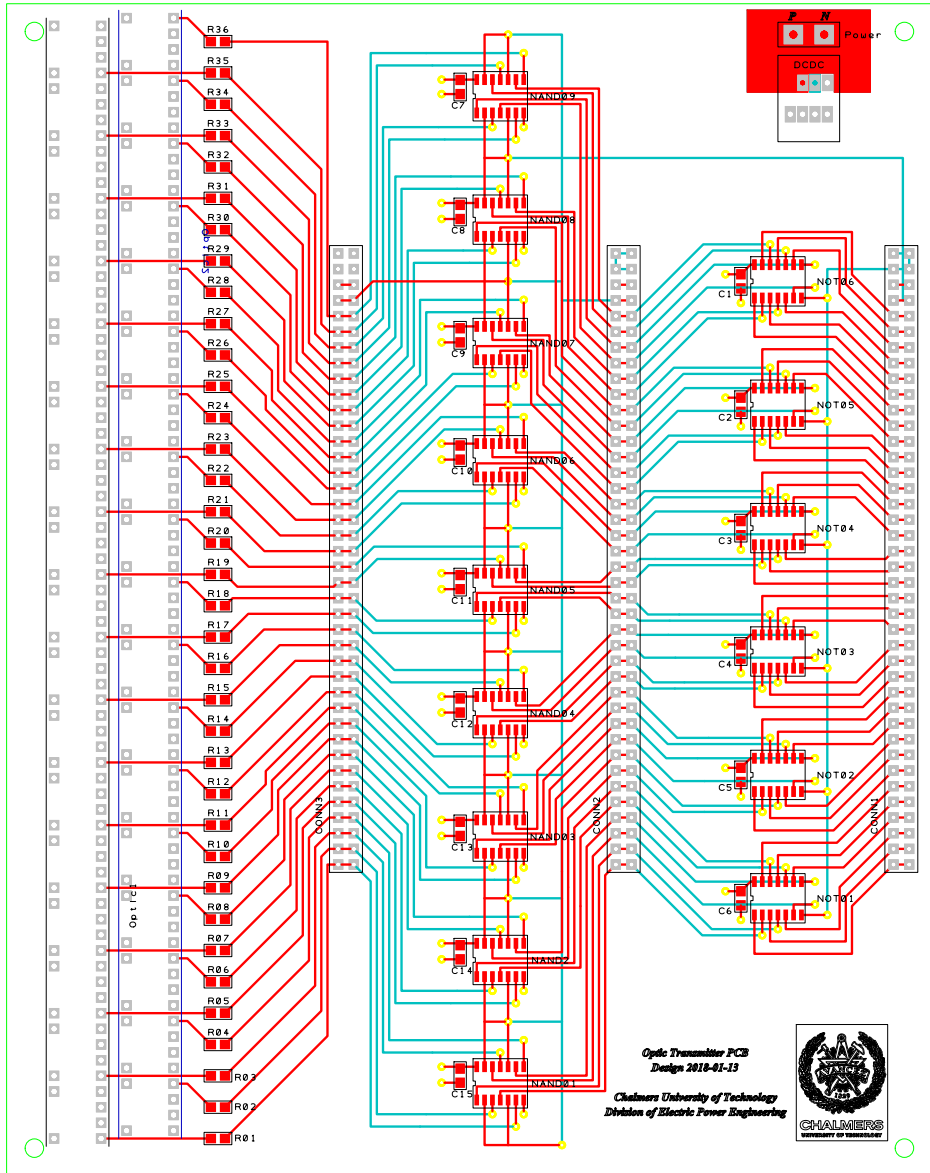 P N
Power
DCDC
R36
R35
R34
R33
R32
R31
R30
R29
R28
R27
R26
R25
R24
R23
R22
R21
R20
R19
R18
R17
R16
R15
R14
R13
R12
R11
R10
R09
R08
R07
R06
R05
R04
R03
R02
R01
Optic1
CONN3
C7
NAND09
C8
NAND08
C9
NAND07
C10
NAND06
C11
NAND05
C12
NAND04
C13
NAND03
C14
NAND2
C15
NAND01
CONN2
C1
NOT06
C2
NOT05
C3
NOT04
C4
NOT03
C5
NOT02
C6
NOT01
CONN1
Optic Transmitter PCB
Design 2018-01-13
Chalmers University of Technology
Division of Electric Power Engineering
AVANCEZ
1829
CHALMERS
UNIVERSITY OF TECHNOLOGY